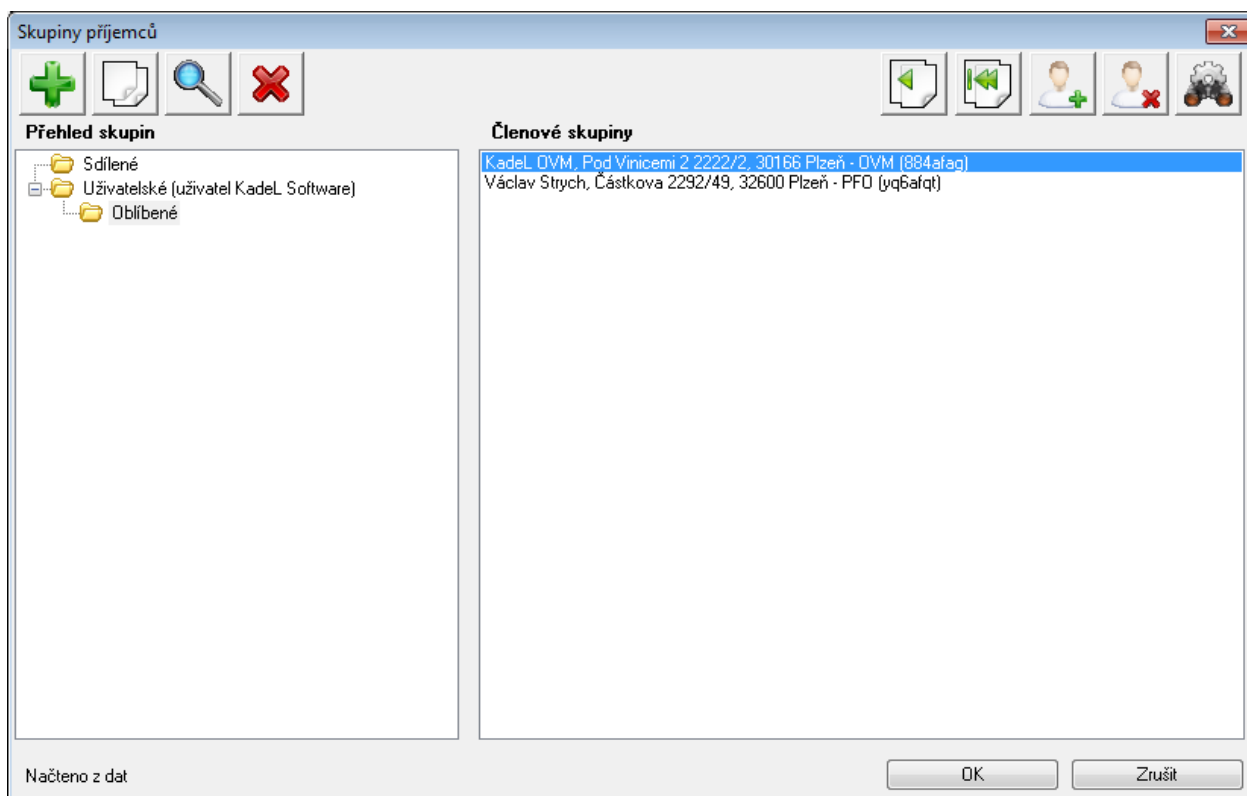 Skupiny příjemců
Přehled skupin
Členové skupiny
Sdílené
Uživatelské (uživatel KadeL Software)
Oblíbené
KadeL OVM, Pod Vinicemi 2 2222/2, 30166 Plzeň - OVM (884afag)
Václav Strych, Částkova 2292/49, 32600 Plzeň - PFO (yq6afqt)
Načteno z dat
OK
Zrušit